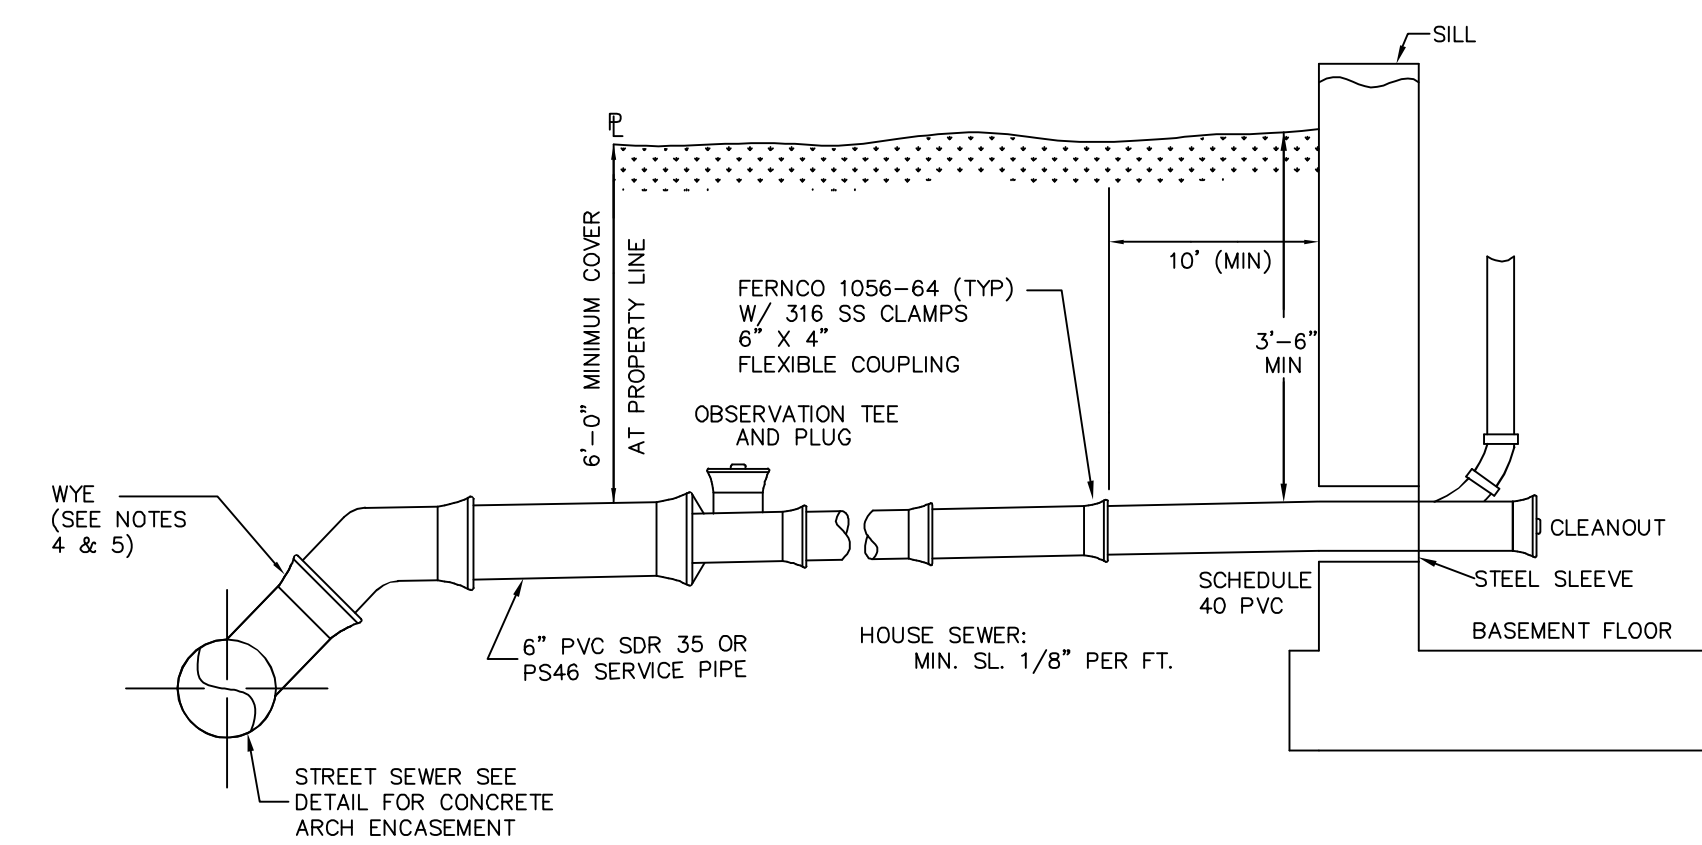 SILL
PL
6'-0" MINIMUM COVER
AT PROPERTY LINE
10' (MIN)
FERNCO 1056-64 (TYP)
W/ 316 SS CLAMPS
6" X 4"
FLEXIBLE COUPLING
3'-6"
MIN
OBSERVATION TEE
AND PLUG
WYE
(SEE NOTES
4 & 5)
CLEANOUT
SCHEDULE
40 PVC
STEEL SLEEVE
BASEMENT FLOOR
6" PVC SDR 35 OR
PS46 SERVICE PIPE
HOUSE SEWER:
MIN. SL. 1/8" PER FT.
STREET SEWER SEE
DETAIL FOR CONCRETE
ARCH ENCASEMENT